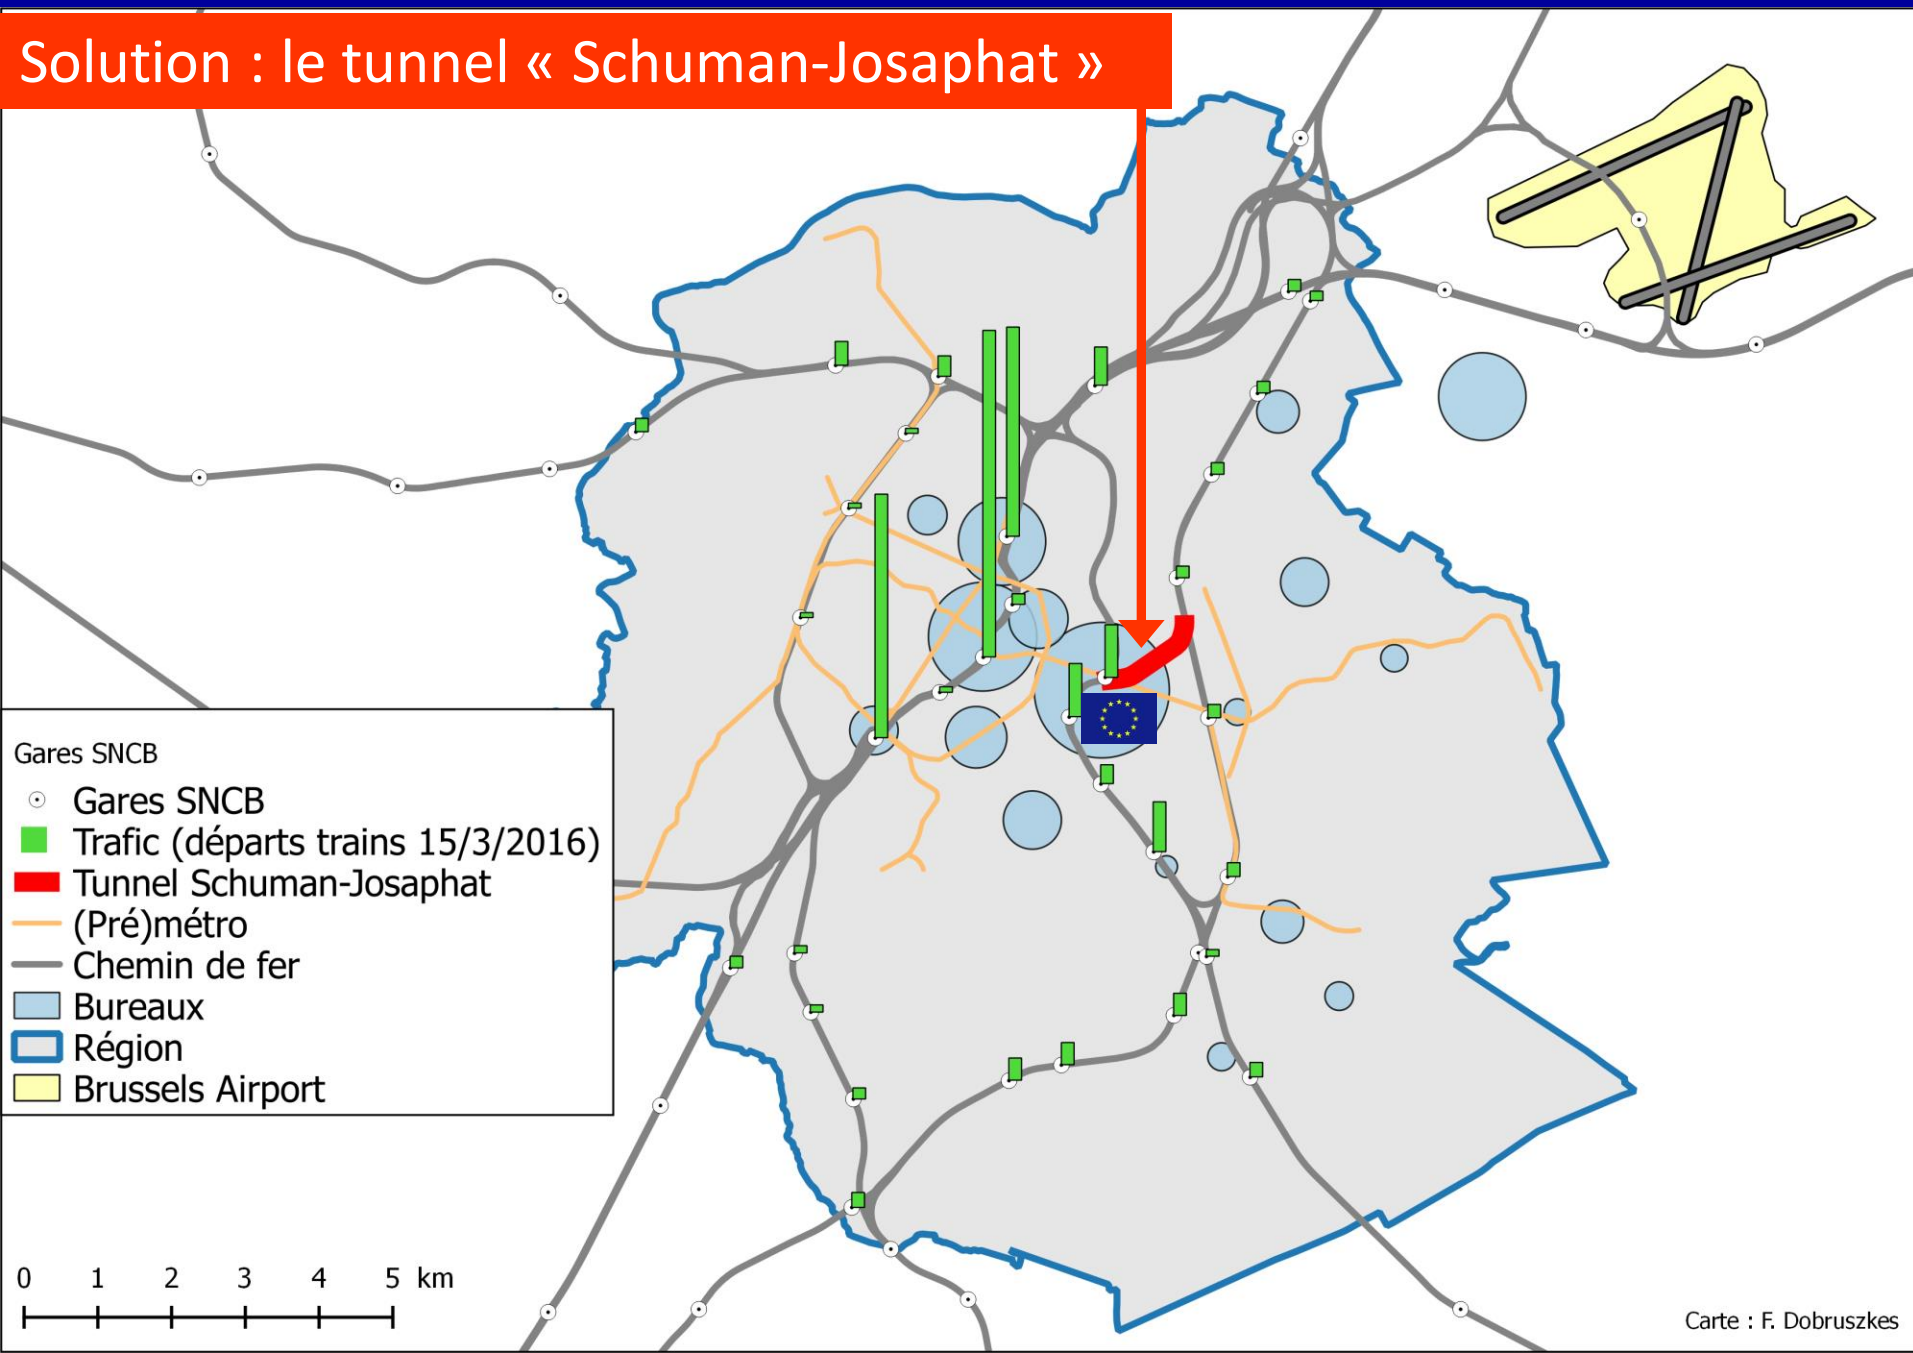 Solution : le tunnel « Schuman-Josaphat »
Gares SNCB
Gares SNCB
Trafic (départs trains 15/3/2016)
Tunnel Schuman-Josaphat
(Pré)métro
Chemin de fer
Bureaux
Région
Brussels Airport
0 1 2 3 4 5 km
Carte : F. Dobruszkes